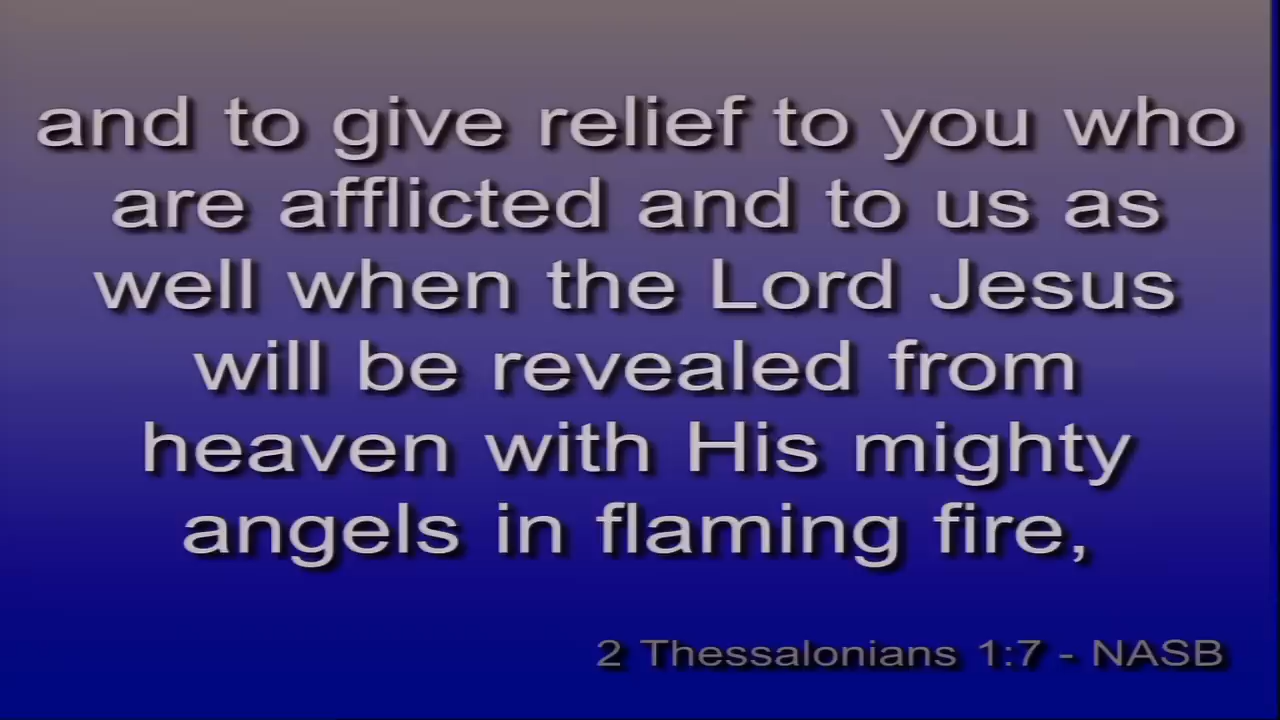 and to give relief to you who
are afflicted and to us as
well when the Lord Jesus
will be revealed from
heaven with His mighty
angels in flaming fire,
2 Thessalonians 1:7 - NASB